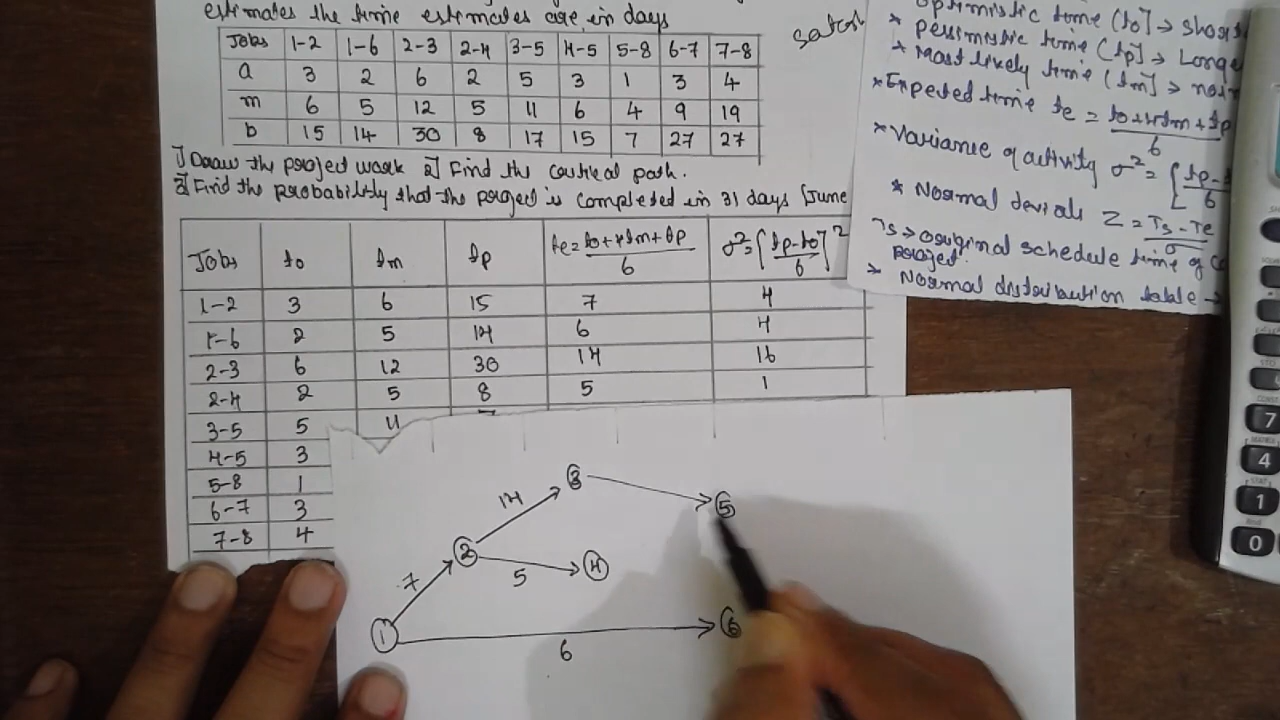 estimates the time estimates are in days
Jobs 1-2 1-6 2-3 2-4 3-5 4-5 5-8 6-7 7-8
a 3 2 6 2 5 3 1 3 4
m 6 5 12 5 11 6 4 9 19
b 15 14 30 8 17 15 7 27 27
1] Draw the project work 2] Find the critical path.
3] Find the probability that the project is completed in 31 days (June
Jobs to tm tp te = to+4tm+tp/6 σ² = [tp-to/6]²
1-2 3 6 15 7 4
1-6 2 5 14 6 4
2-3 6 12 30 14 16
2-4 2 5 8 5 1
3-5 5 11
4-5 3
5-8 1
6-7 3
7-8 4
optimistic time (to] →
* pessimistic time (tp] →
* Most likely time (tm] →
* Expected time te = to+4tm+tp/6
* Variance of activity σ² = [tp-/6
* Normal devials Z = Ts-Te/σ
Ts → original schedule time of
project.
* Normal distribution table →
3
14
5
2
7
5
4
1
6
6
7
4
1
0